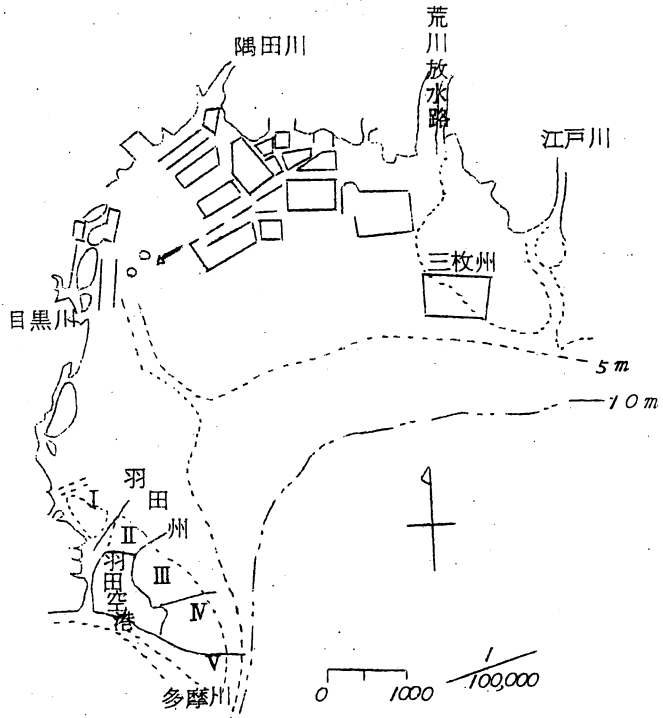 隅田川
荒川放水路
江戸川
三枚州
目黒川
5m
10m
羽田州
I
II
III
IV
V
羽田空港
多摩川
0 1000
1/100,000